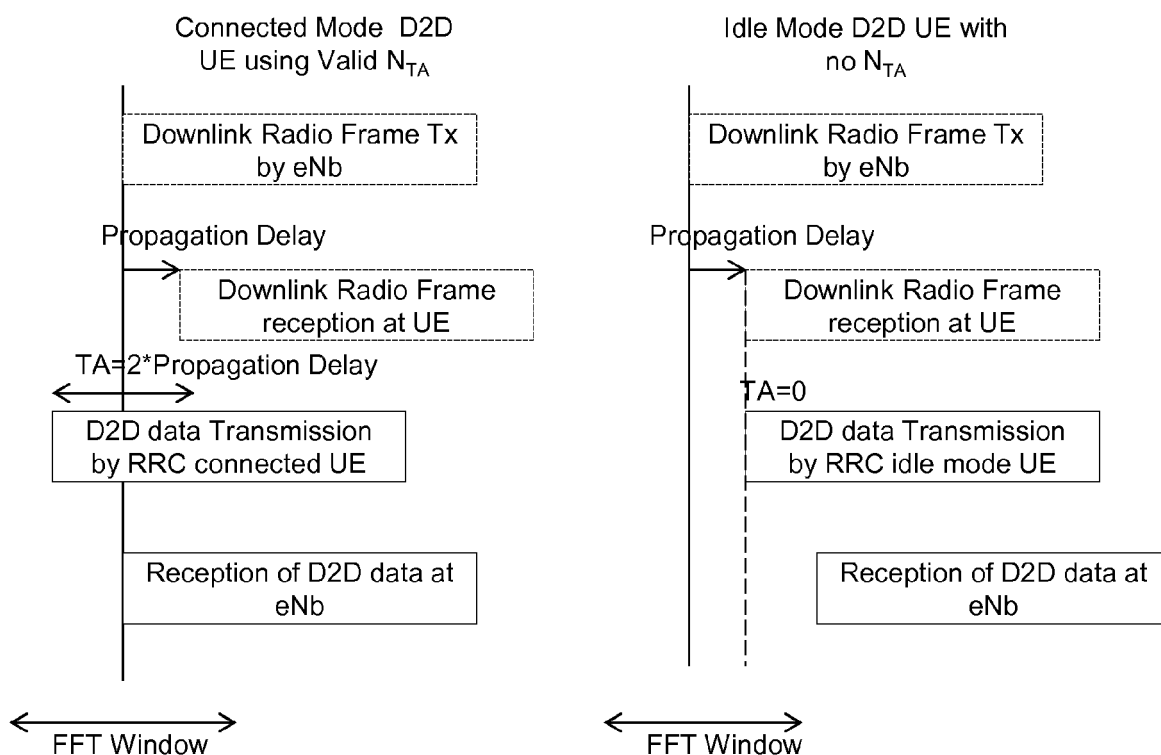 Connected Mode D2D
UE using Valid N_TA
Downlink Radio Frame Tx
by eNb
Propagation Delay
Downlink Radio Frame
reception at UE
TA=2*Propagation Delay
D2D data Transmission
by RRC connected UE
Reception of D2D data at
eNb
FFT Window
Idle Mode D2D UE with
no N_TA
Downlink Radio Frame Tx
by eNb
Propagation Delay
Downlink Radio Frame
reception at UE
TA=0
D2D data Transmission
by RRC idle mode UE
Reception of D2D data at
eNb
FFT Window